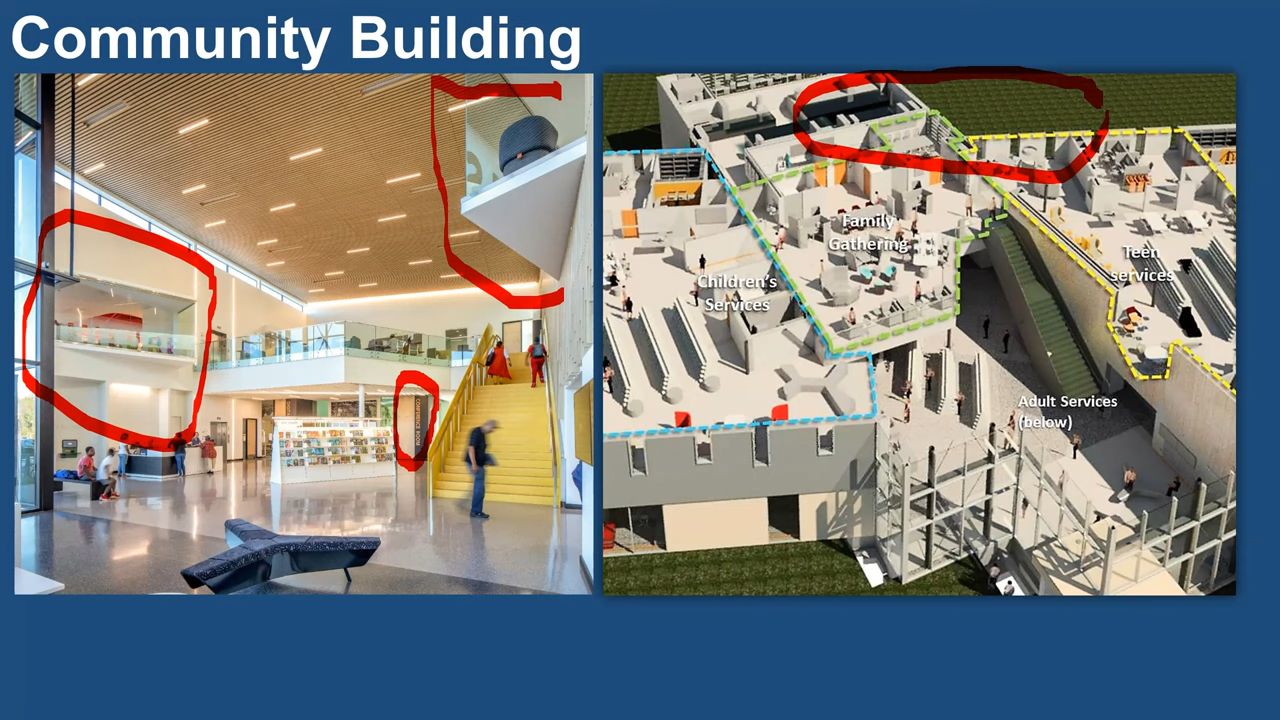 Community Building
Family
Gathering
Children's
Services
Teen
services
Adult Services
(below)